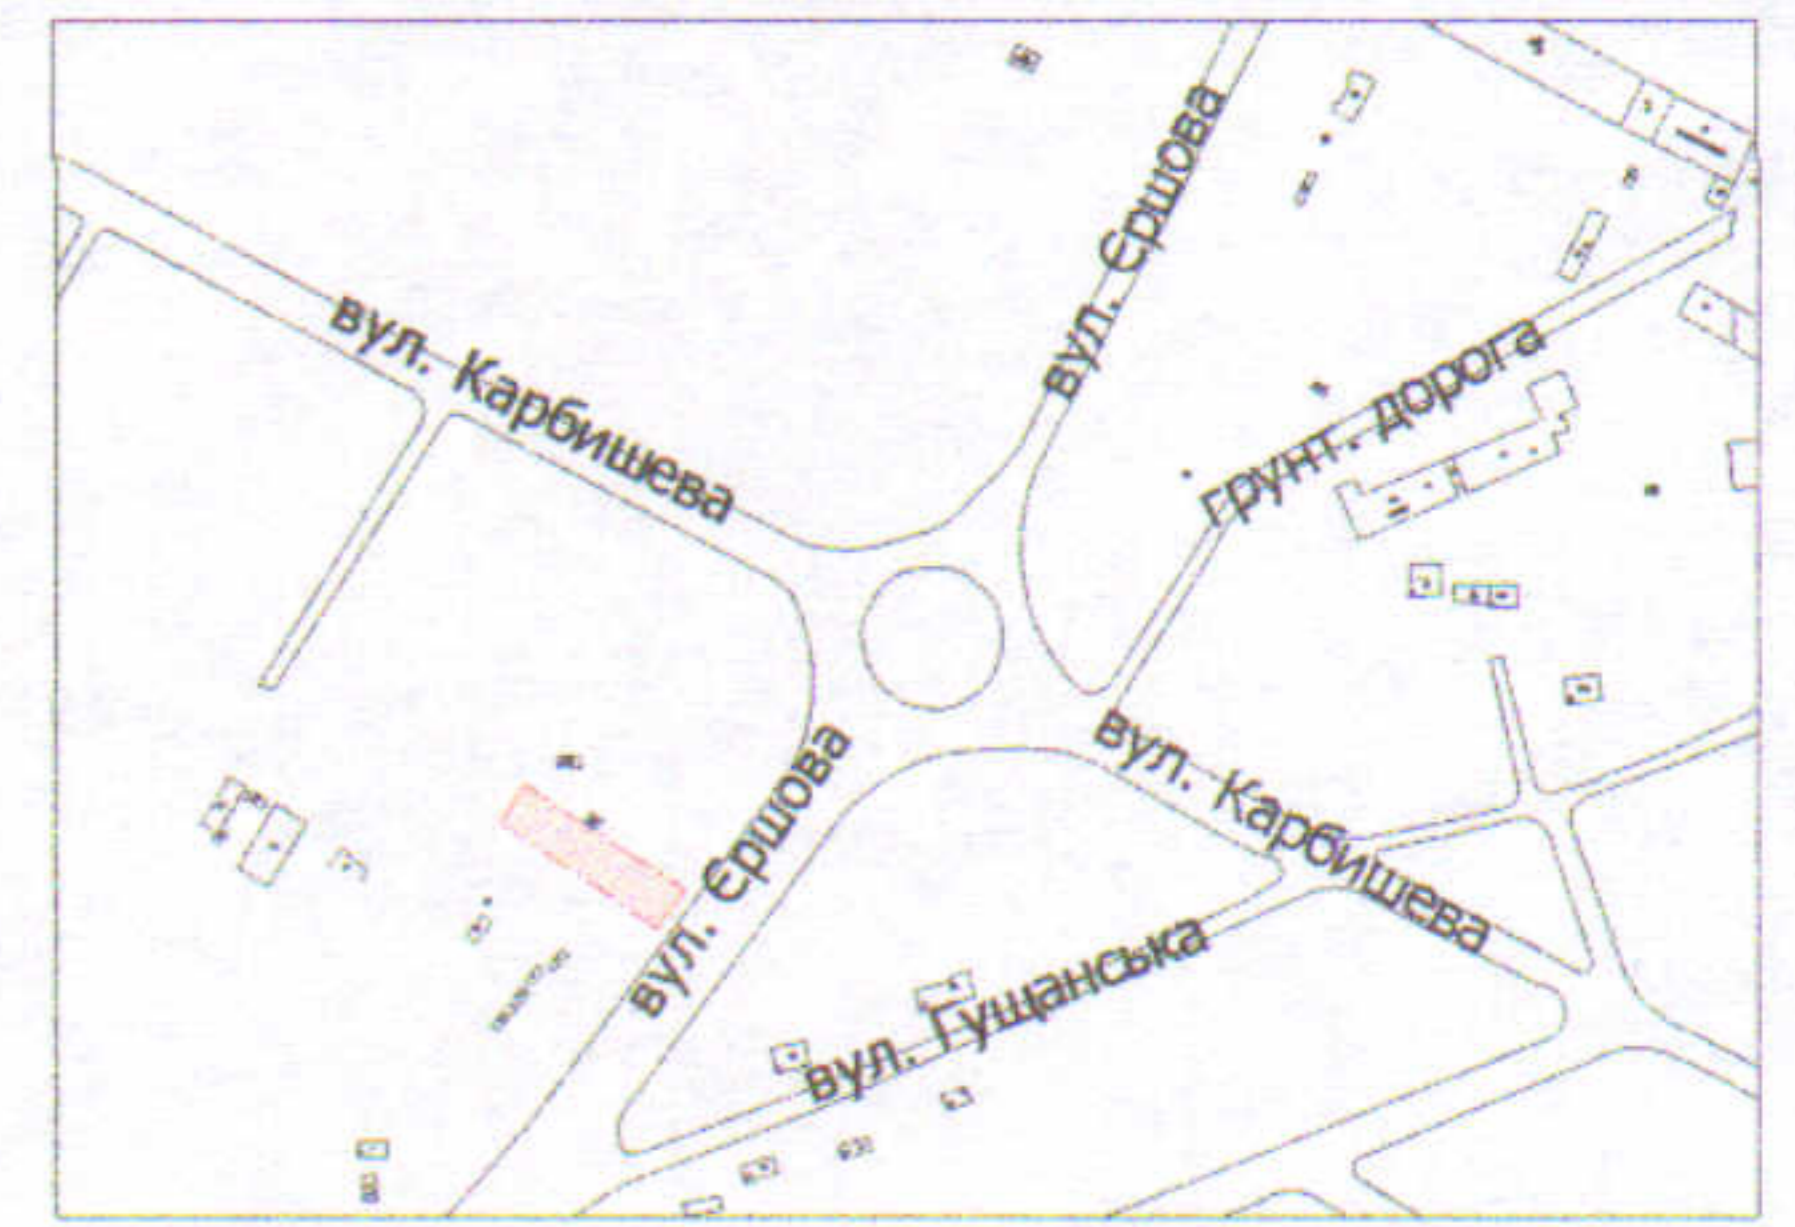 вул. Єршова
вул. Карбишева
грунт. дорога
вул. Єршова
вул. Карбишева
вул. Гущанська